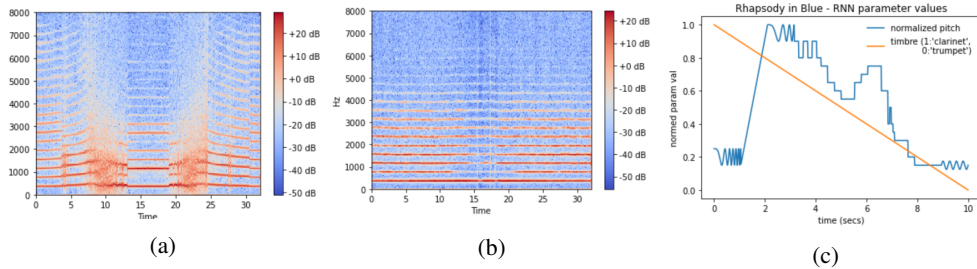 8000
7000
6000
5000
4000
3000
2000
1000
0
0 5 10 15 20 25 30
Time
+20 dB
+10 dB
+0 dB
-10 dB
-20 dB
-30 dB
-40 dB
-50 dB
(a)
8000
7000
6000
5000
4000
3000
2000
1000
0
Hz
0 5 10 15 20 25 30
Time
+20 dB
+10 dB
+0 dB
-10 dB
-20 dB
-30 dB
-40 dB
-50 dB
(b)
Rhapsody in Blue - RNN parameter values
normalized pitch
timbre (1:'clarinet',
0:'trumpet')
normed param val
1.0
0.8
0.6
0.4
0.2
0.0
0 2 4 6 8 10
time (secs)
(c)